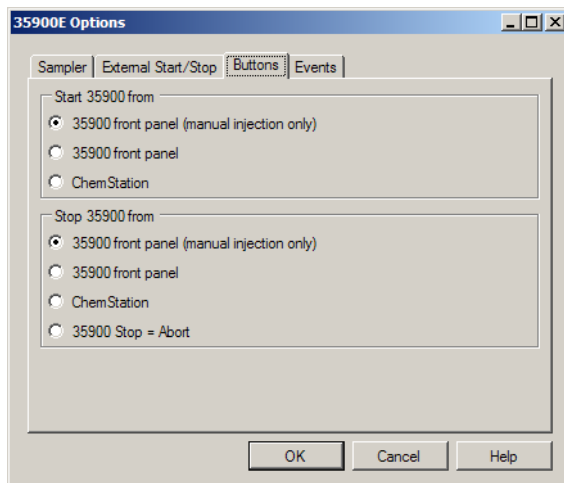 35900E Options
Sampler External Start/Stop Buttons Events
Start 35900 from
35900 front panel (manual injection only)
35900 front panel
ChemStation
Stop 35900 from
35900 front panel (manual injection only)
35900 front panel
ChemStation
35900 Stop = Abort
OK Cancel Help